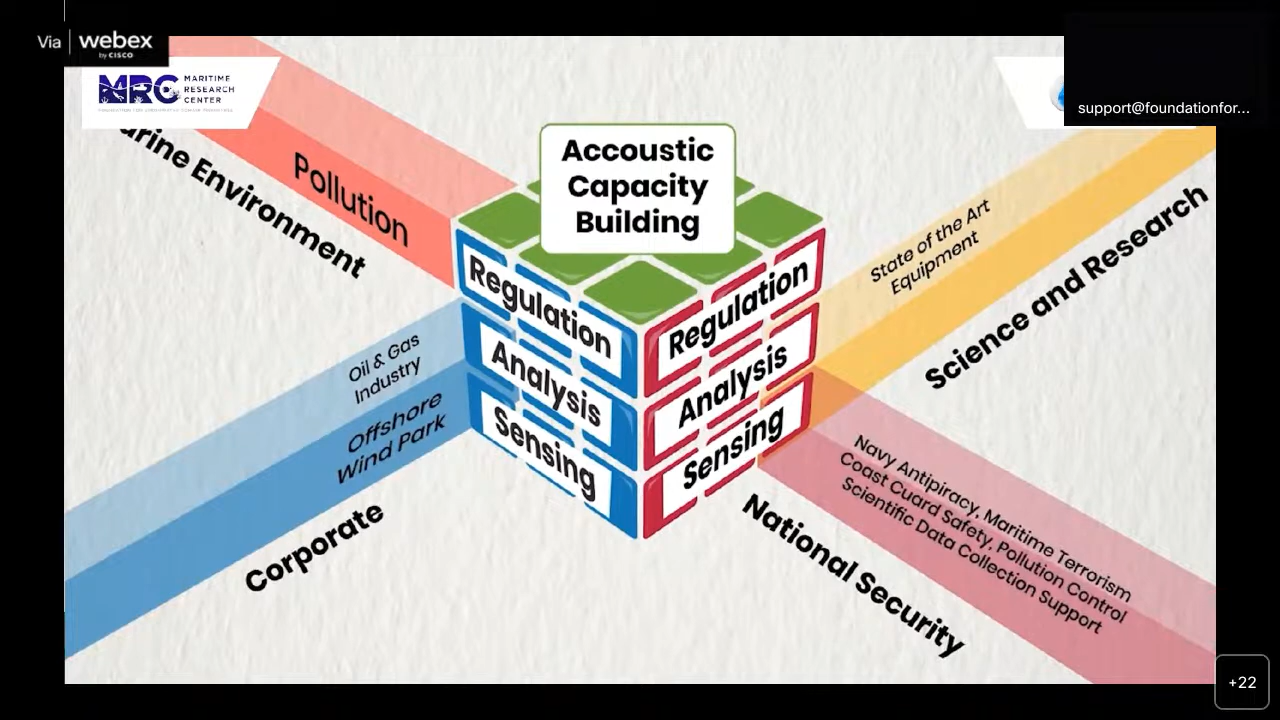 Via webex
by CISCO
MRC MARITIME
RESEARCH
CENTER
support@foundationfor...
Accoustic
Capacity
Building
Pollution
Marine Environment
Regulation
Analysis
Sensing
Regulation
Analysis
Sensing
State of the Art
Equipment
Science and Research
Oil & Gas
Industry
Offshore
Wind Park
Corporate
Navy Antipiracy, Maritime Terrorism
Coast Guard Safety, Pollution Control
Scientific Data Collection Support
National Security
+22